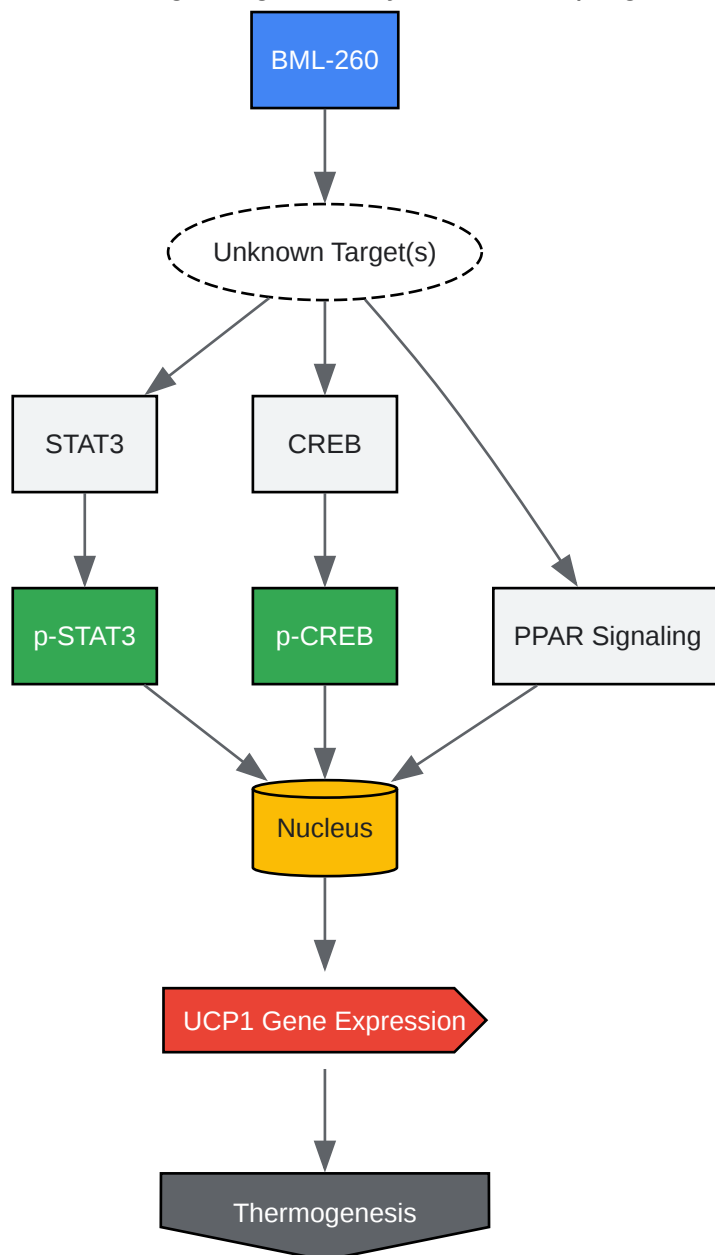 BML-260
Unknown Target(s)
STAT3
CREB
p-STAT3
p-CREB
PPAR Signaling
Nucleus
UCP1 Gene Expression
Thermogenesis